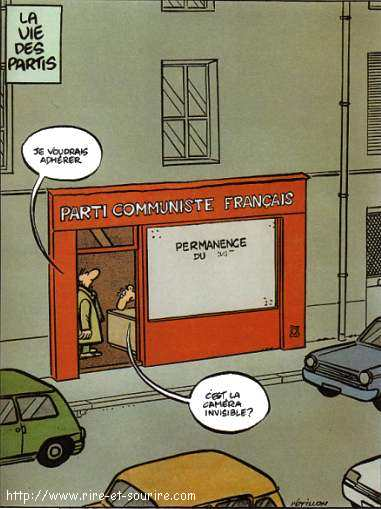 LA
VIE
DES
PARTIS
JE VOUDRAIS
ADHÉRER
PARTI COMMUNISTE FRANÇAIS
PERMANENCE
DU
C'EST LA
CAMÉRA
INVISIBLE?
PÉTILLON
http://www.rire-et-sourire.com